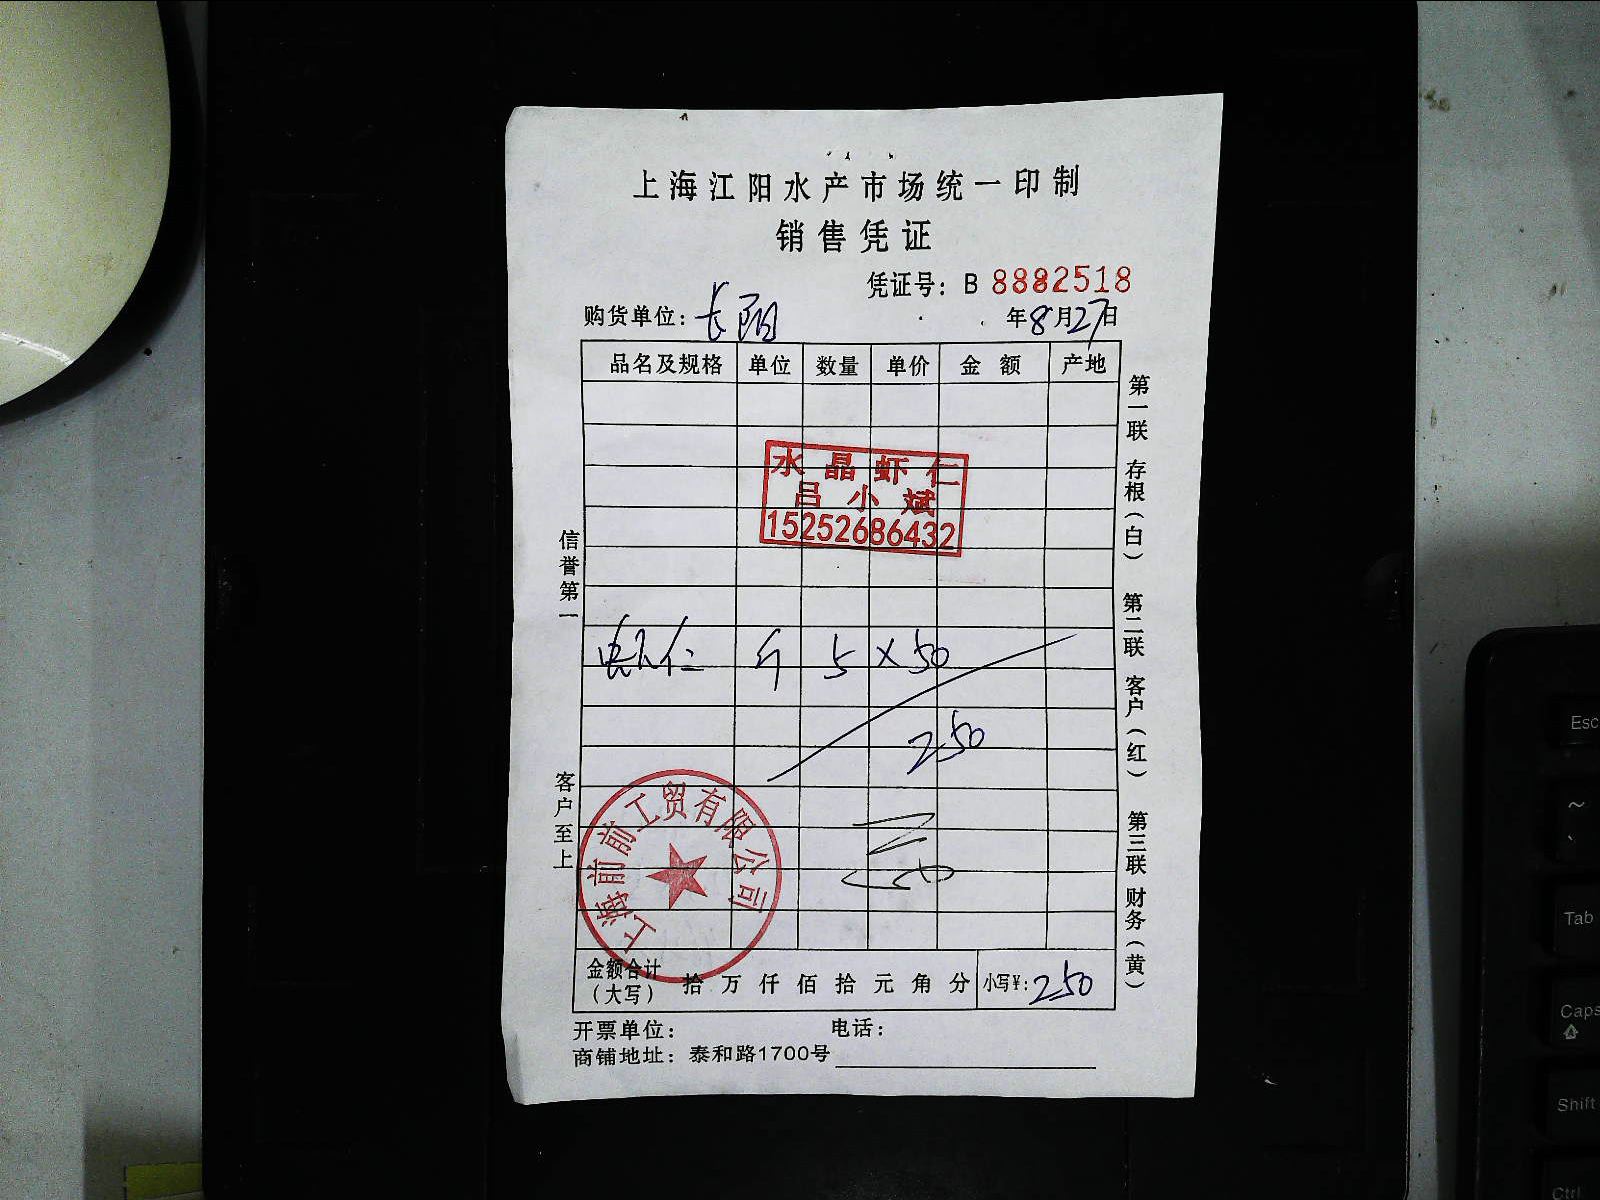 上海江阳水产市场统一印制
销售凭证
凭证号：B 8882518
购货单位：长阳 年8月27日
品名及规格 单位 数量 单价 金额 产地
水晶虾仁
吕小斌
15252686432
虾仁 斤 5×50
250
上海前前工贸有限公司
金额合计（大写） 拾万仟佰拾元角分 小写¥：250
开票单位： 电话：
商铺地址：泰和路1700号
信誉第一
客户至上
第一联 存根（白）
第二联 客户（红）
第三联 财务（黄）
Esc
~
、
Tab
Caps
Shift
Ctrl